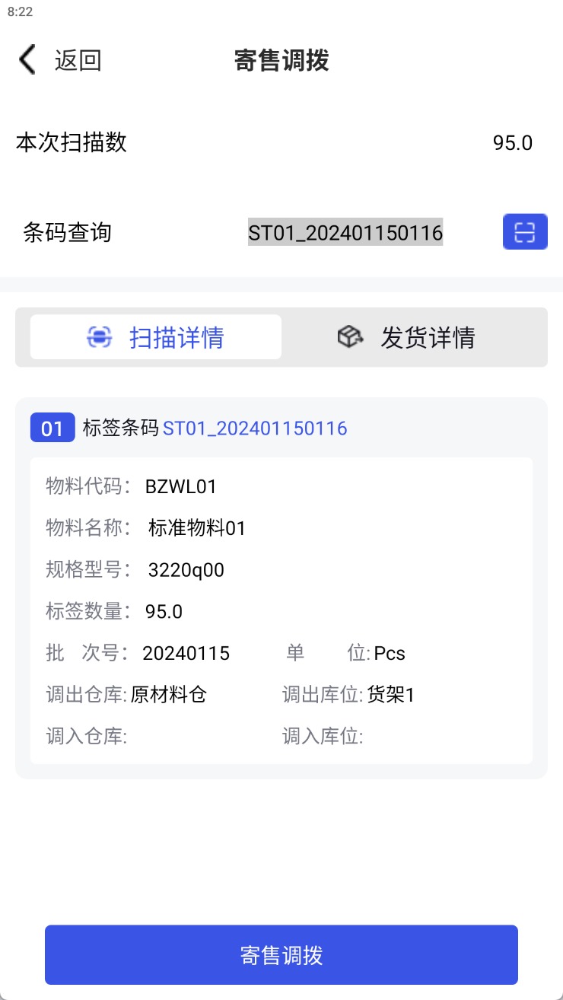 8:22
返回 寄售调拨
本次扫描数 95.0
条码查询 ST01_202401150116
扫描详情 发货详情
01 标签条码 ST01_202401150116
物料代码： BZWL01
物料名称： 标准物料01
规格型号： 3220q00
标签数量： 95.0
批 次号： 20240115 单 位: Pcs
调出仓库: 原材料仓 调出库位: 货架1
调入仓库: 调入库位:
寄售调拨